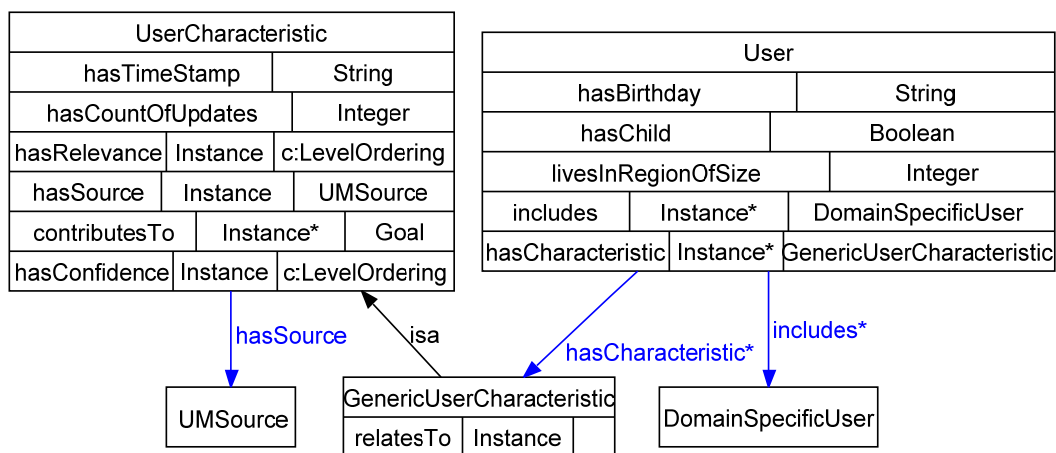 UserCharacteristic
hasTimeStamp String
hasCountOfUpdates Integer
hasRelevance Instance c:LevelOrdering
hasSource Instance UMSource
contributesTo Instance* Goal
hasConfidence Instance c:LevelOrdering
User
hasBirthday String
hasChild Boolean
livesInRegionOfSize Integer
includes Instance* DomainSpecificUser
hasCharacteristic Instance* GenericUserCharacteristic
hasSource
isa
hasCharacteristic*
includes*
UMSource
GenericUserCharacteristic
relatesTo Instance
DomainSpecificUser